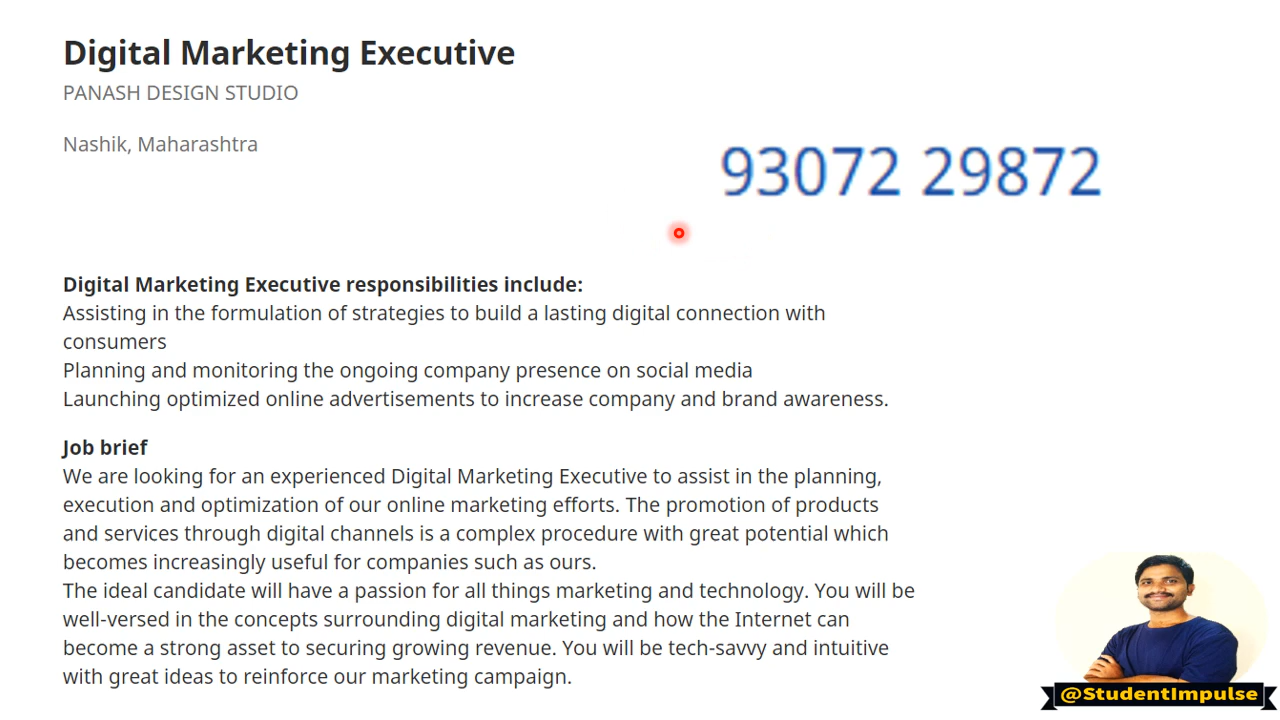 Digital Marketing Executive
PANASH DESIGN STUDIO
Nashik, Maharashtra
93072 29872
Digital Marketing Executive responsibilities include:
Assisting in the formulation of strategies to build a lasting digital connection with
consumers
Planning and monitoring the ongoing company presence on social media
Launching optimized online advertisements to increase company and brand awareness.
Job brief
We are looking for an experienced Digital Marketing Executive to assist in the planning,
execution and optimization of our online marketing efforts. The promotion of products
and services through digital channels is a complex procedure with great potential which
becomes increasingly useful for companies such as ours.
The ideal candidate will have a passion for all things marketing and technology. You will be
well-versed in the concepts surrounding digital marketing and how the Internet can
become a strong asset to securing growing revenue. You will be tech-savvy and intuitive
with great ideas to reinforce our marketing campaign.
@StudentImpulse